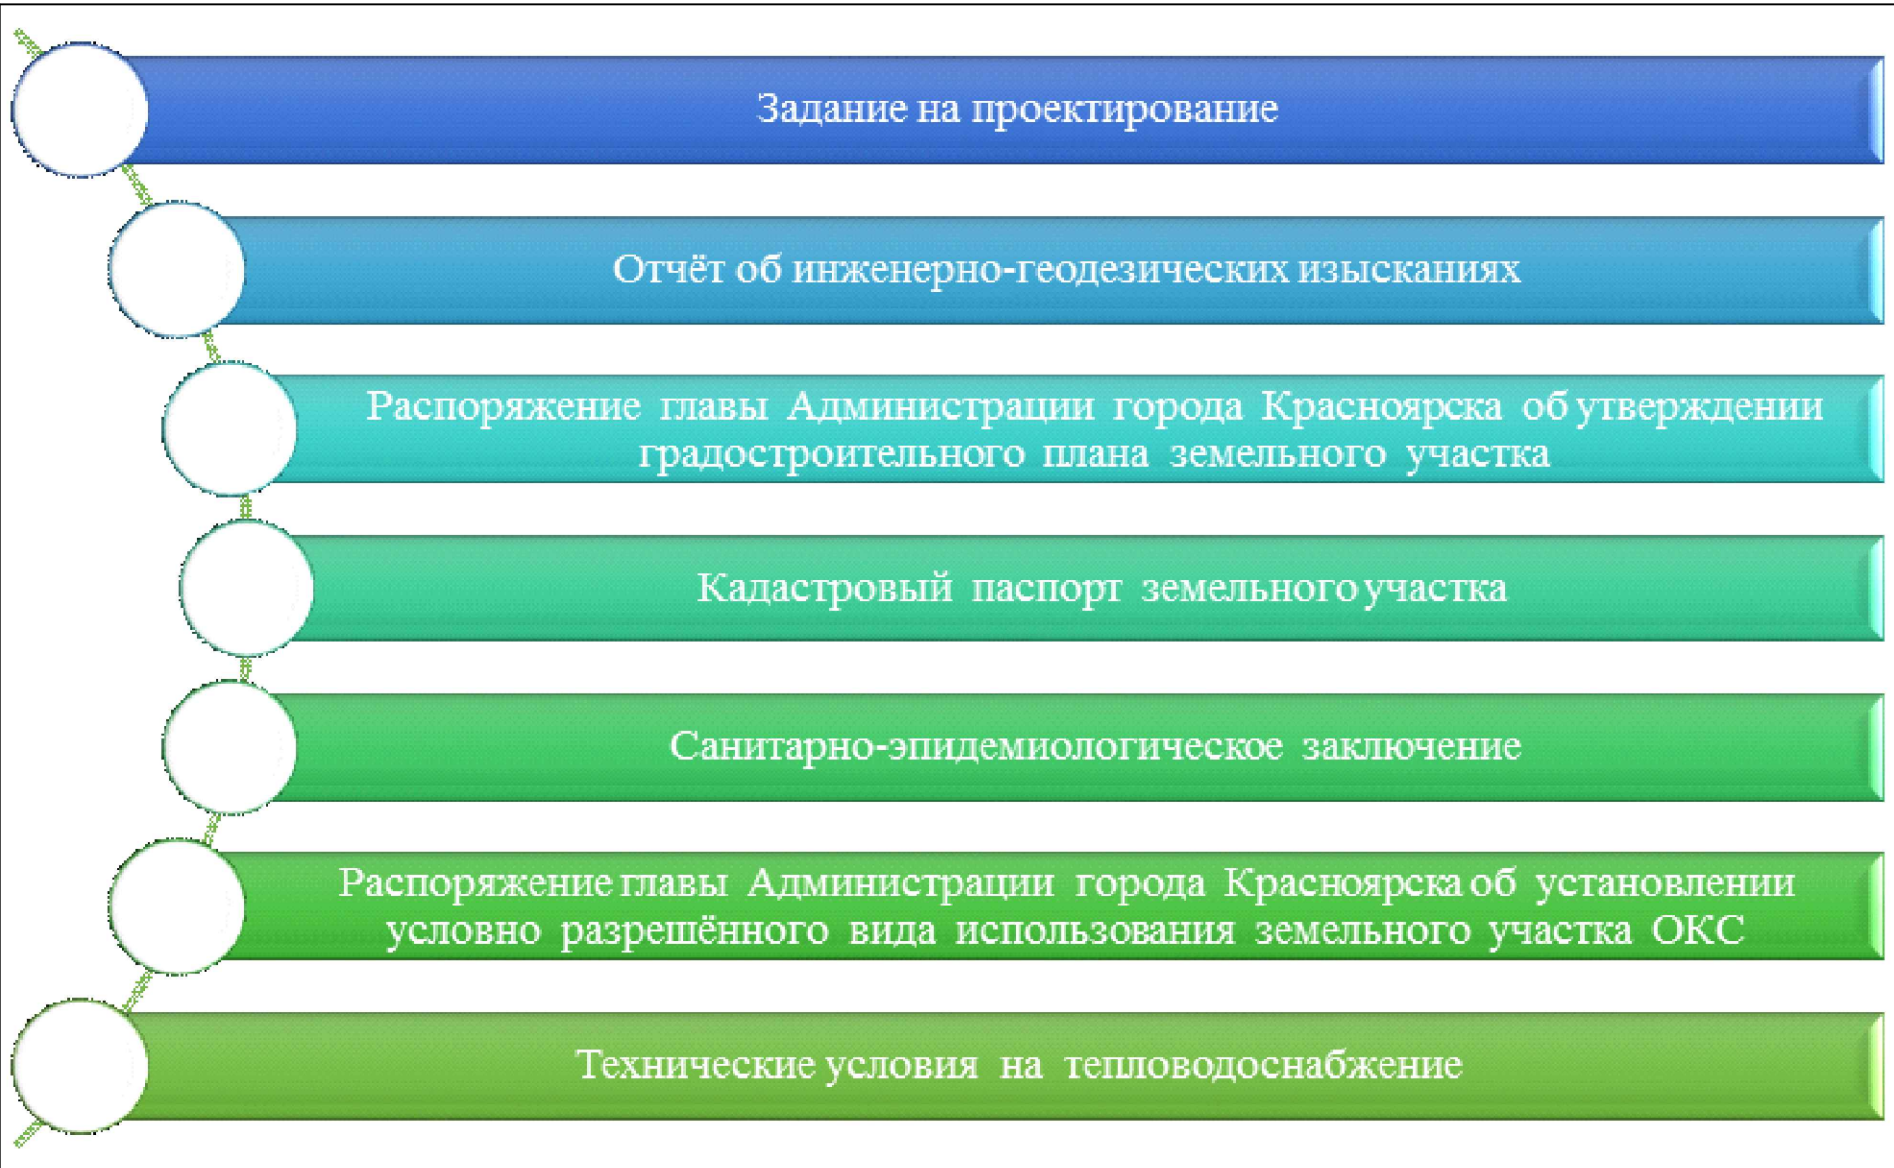 Задание на проектирование
Отчёт об инженерно-геодезических изысканиях
Распоряжение главы Администрации города Красноярска об утверждении
градостроительного плана земельного участка
Кадастровый паспорт земельного участка
Санитарно-эпидемиологическое заключение
Распоряжение главы Администрации города Красноярска об установлении
условно разрешённого вида использования земельного участка ОКС
Технические условия на тепловодоснабжение